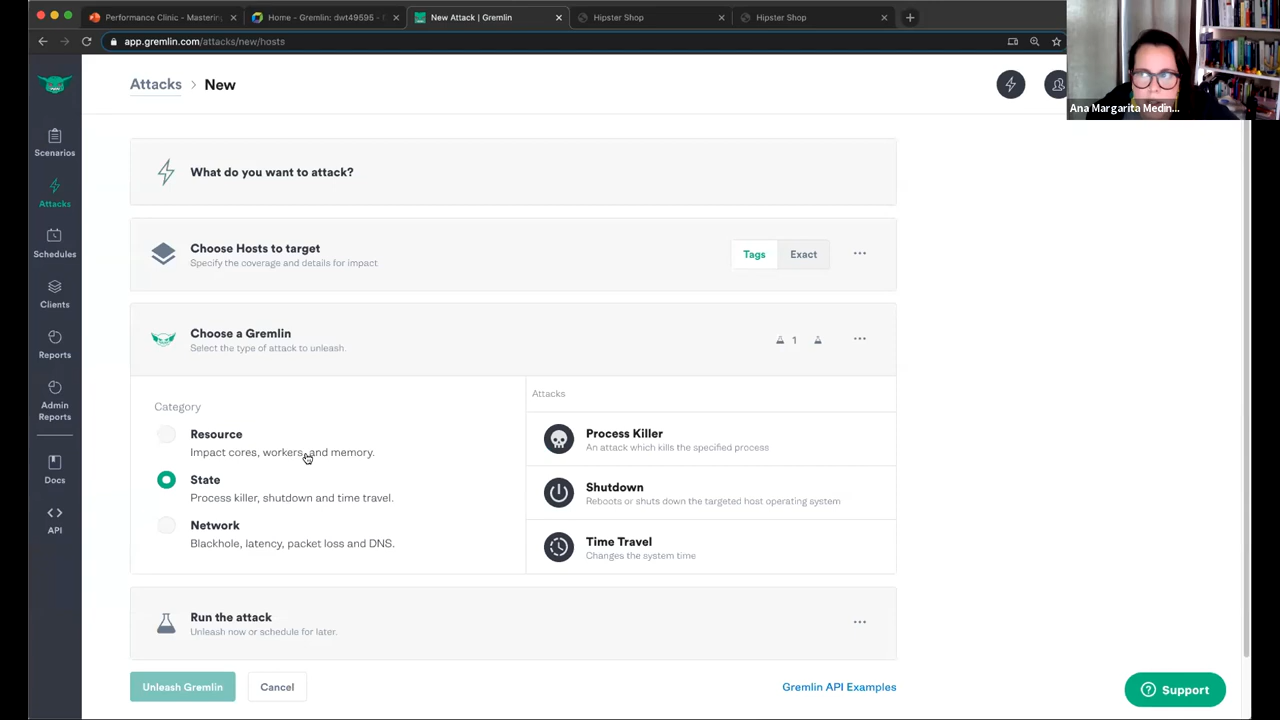 Performance Clinic - Mastering
Home - Gremlin: dwt49595 -
New Attack | Gremlin
Hipster Shop
Hipster Shop
app.gremlin.com/attacks/new/hosts
Ana Margarita Medin...
Attacks > New
Scenarios
Attacks
Schedules
Clients
Reports
Admin
Reports
Docs
API
What do you want to attack?
Choose Hosts to target
Specify the coverage and details for impact
Tags
Exact
Choose a Gremlin
Select the type of attack to unleash.
1
Category
Resource
Impact cores, workers, and memory.
State
Process killer, shutdown and time travel.
Network
Blackhole, latency, packet loss and DNS.
Attacks
Process Killer
An attack which kills the specified process
Shutdown
Reboots or shuts down the targeted host operating system
Time Travel
Changes the system time
Run the attack
Unleash now or schedule for later.
Unleash Gremlin
Cancel
Gremlin API Examples
Support